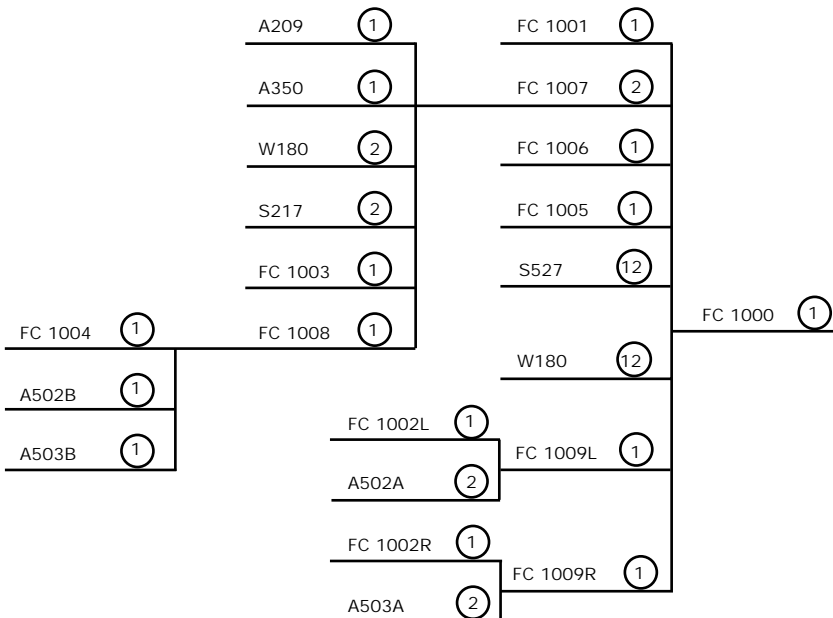 A209 1 FC 1001 1
A350 1 FC 1007 2
W180 2 FC 1006 1
S217 2 FC 1005 1
FC 1003 1 S527 12
FC 1004 1 FC 1008 1 FC 1000 1
A502B 1 W180 12
A503B 1 FC 1002L 1 FC 1009L 1
A502A 2
FC 1002R 1 FC 1009R 1
A503A 2